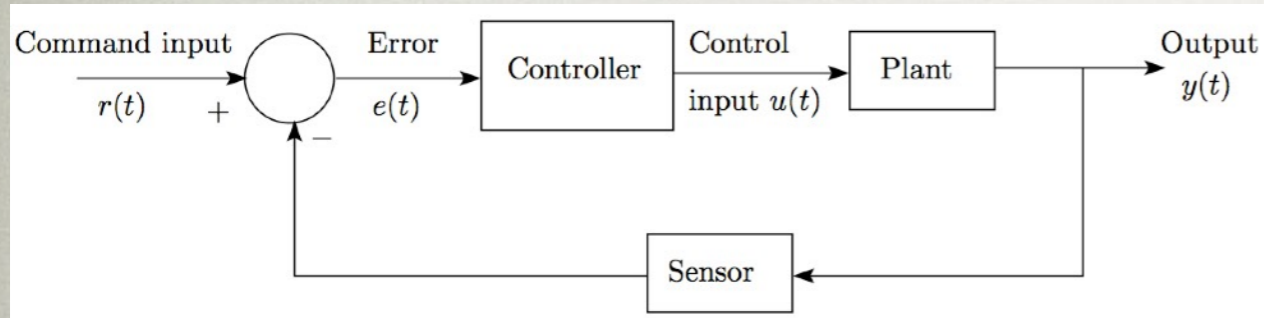 Command input
r(t)
+
−
Error
e(t)
Controller
Control
input u(t)
Plant
Output
y(t)
Sensor